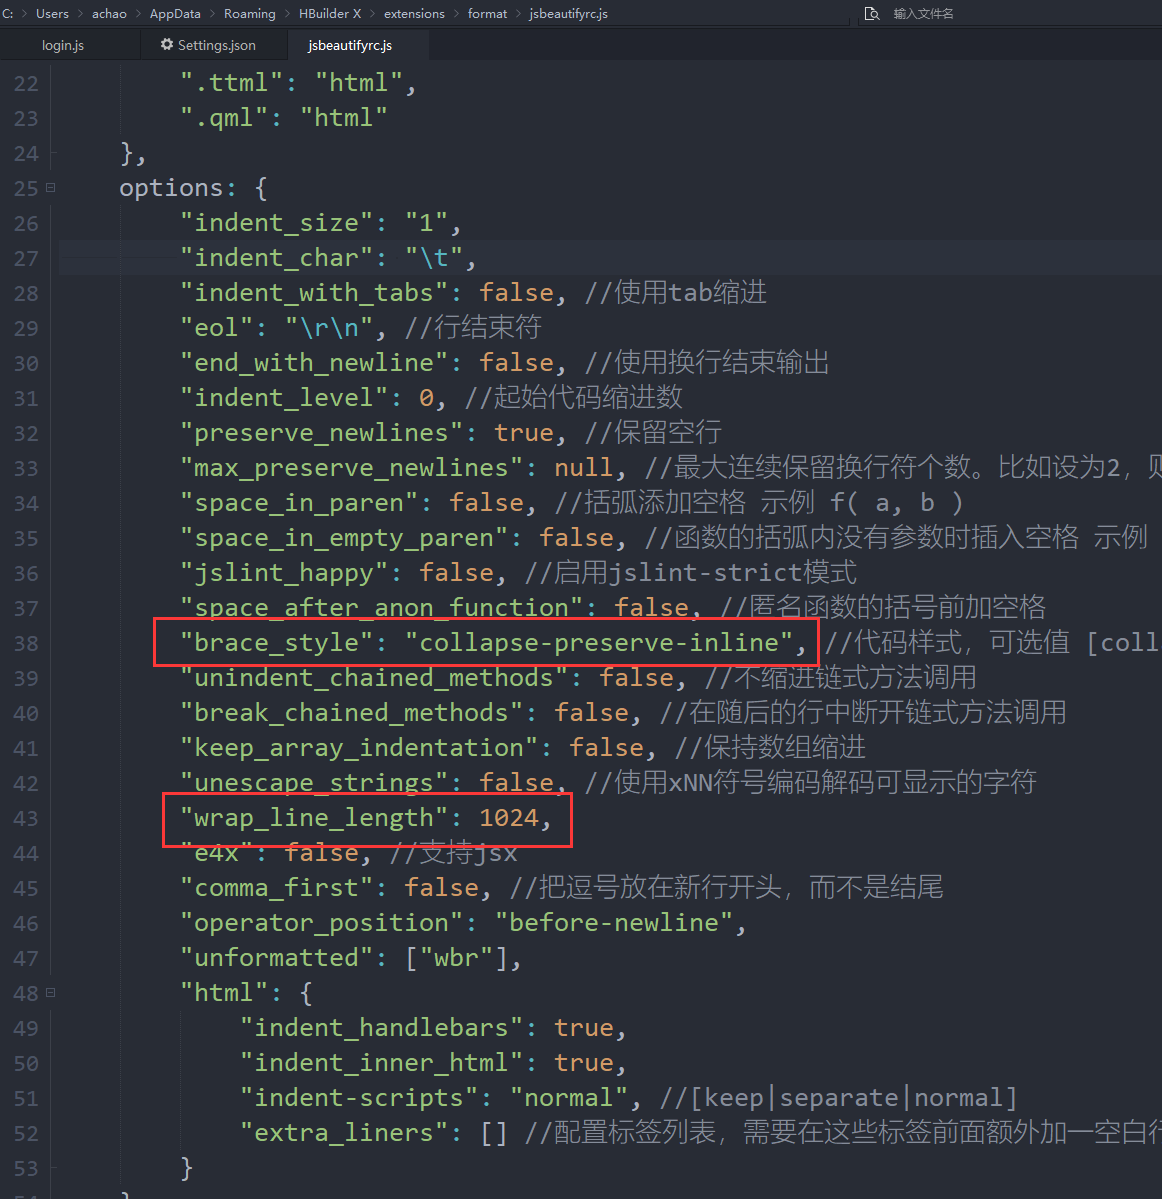 C: > Users > achao > AppData > Roaming > HBuilder X > extensions > format > jsbeautifyrc.js
输入文件名
login.js
Settings.json
jsbeautifyrc.js
22 ".ttml": "html",
23 ".qml": "html"
24 },
25 options: {
26 "indent_size": "1",
27 "indent_char": "\t",
28 "indent_with_tabs": false, //使用tab缩进
29 "eol": "\r\n", //行结束符
30 "end_with_newline": false, //使用换行结束输出
31 "indent_level": 0, //起始代码缩进数
32 "preserve_newlines": true, //保留空行
33 "max_preserve_newlines": null, //最大连续保留换行符个数。比如设为2，
34 "space_in_paren": false, //括弧添加空格 示例 f( a, b )
35 "space_in_empty_paren": false, //函数的括弧内没有参数时插入空格 示例
36 "jslint_happy": false, //启用jslint-strict模式
37 "space_after_anon_function": false, //匿名函数的括号前加空格
38 "brace_style": "collapse-preserve-inline", //代码样式，可选值 [coll
39 "unindent_chained_methods": false, //不缩进链式方法调用
40 "break_chained_methods": false, //在随后的行中断开链式方法调用
41 "keep_array_indentation": false, //保持数组缩进
42 "unescape_strings": false, //使用xNN符号编码解码可显示的字符
43 "wrap_line_length": 1024,
44 "e4x": false, //支持jsx
45 "comma_first": false, //把逗号放在新行开头，而不是结尾
46 "operator_position": "before-newline",
47 "unformatted": ["wbr"],
48 "html": {
49 "indent_handlebars": true,
50 "indent_inner_html": true,
51 "indent-scripts": "normal", //[keep|separate|normal]
52 "extra_liners": [] //配置标签列表，需要在这些标签前面额外加一空白行
53 }